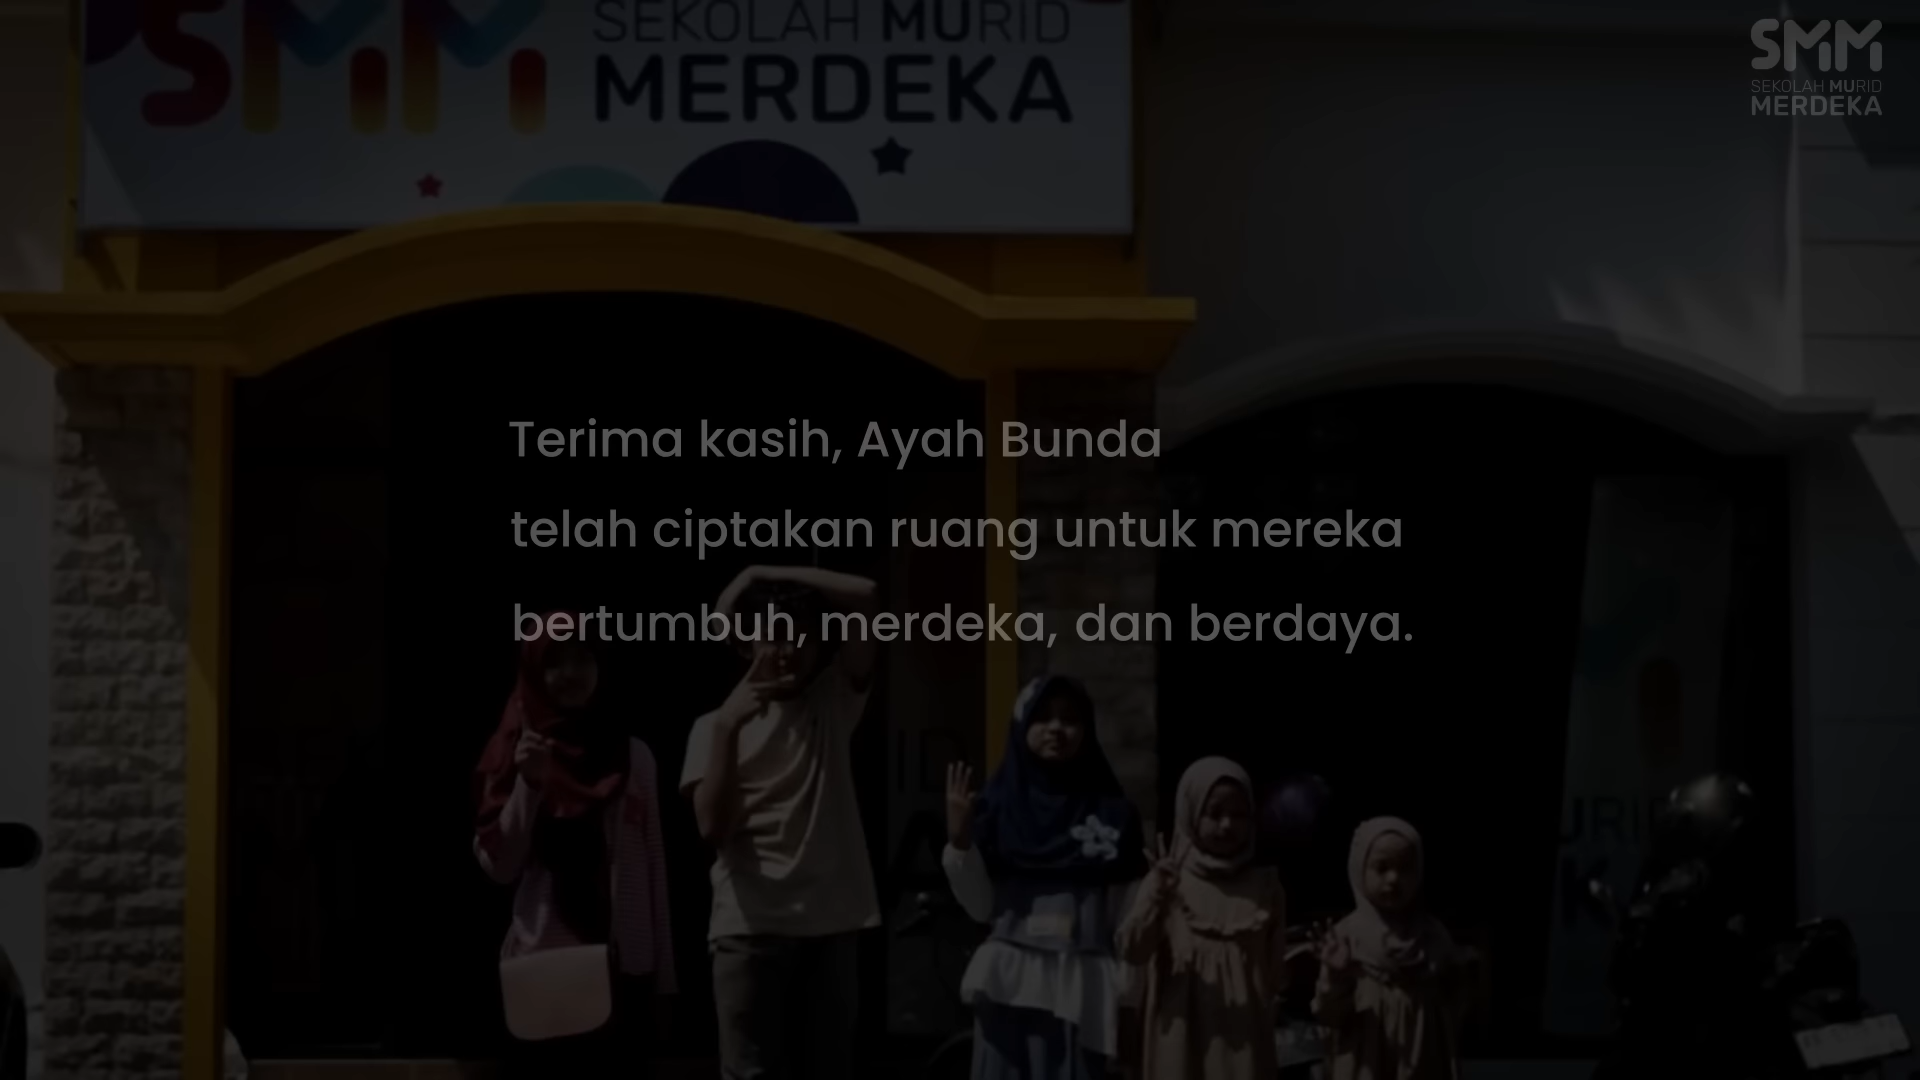 SMM
SEKOLAH MURID
MERDEKA
SMM
SEKOLAH MURID
MERDEKA
Terima kasih, Ayah Bunda
telah ciptakan ruang untuk mereka
bertumbuh, merdeka, dan berdaya.